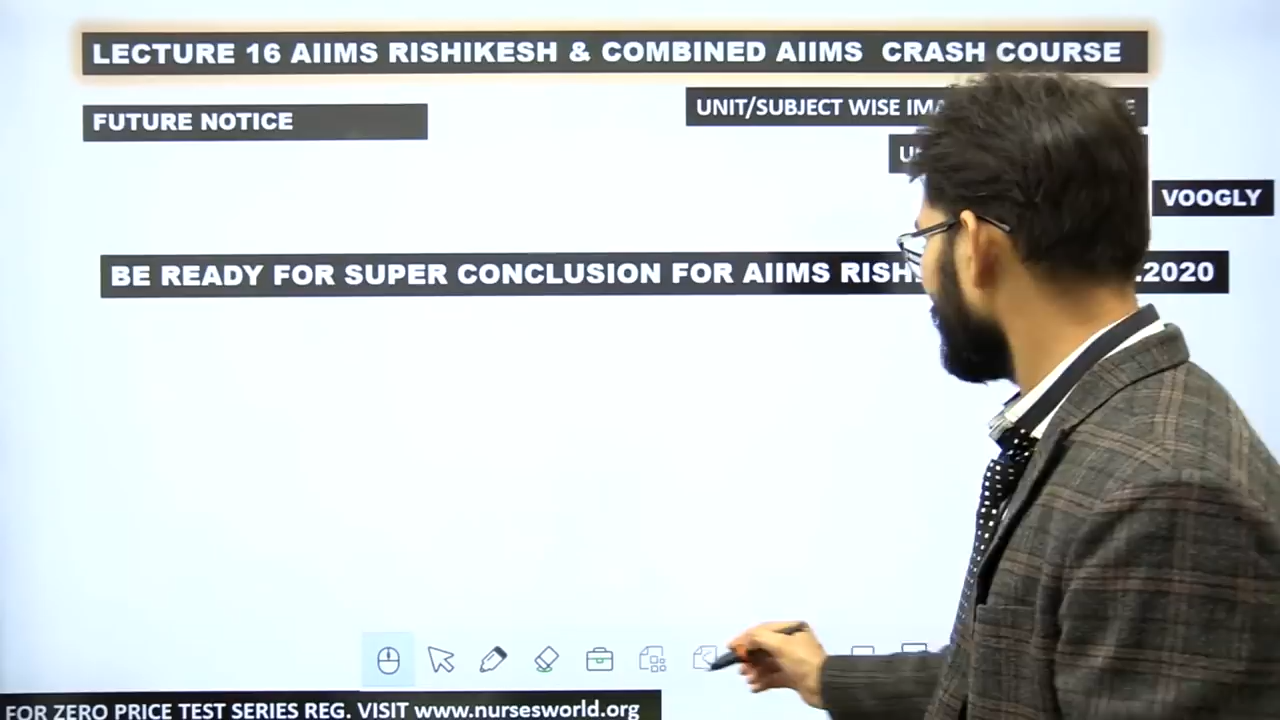 LECTURE 16 AIIMS RISHIKESH & COMBINED AIIMS CRASH COURSE
FUTURE NOTICE
UNIT/SUBJECT WISE
VOOGLY
BE READY FOR SUPER CONCLUSION FOR AIIMS .2020
FOR ZERO PRICE TEST SERIES REG. VISIT www.nursesworld.org